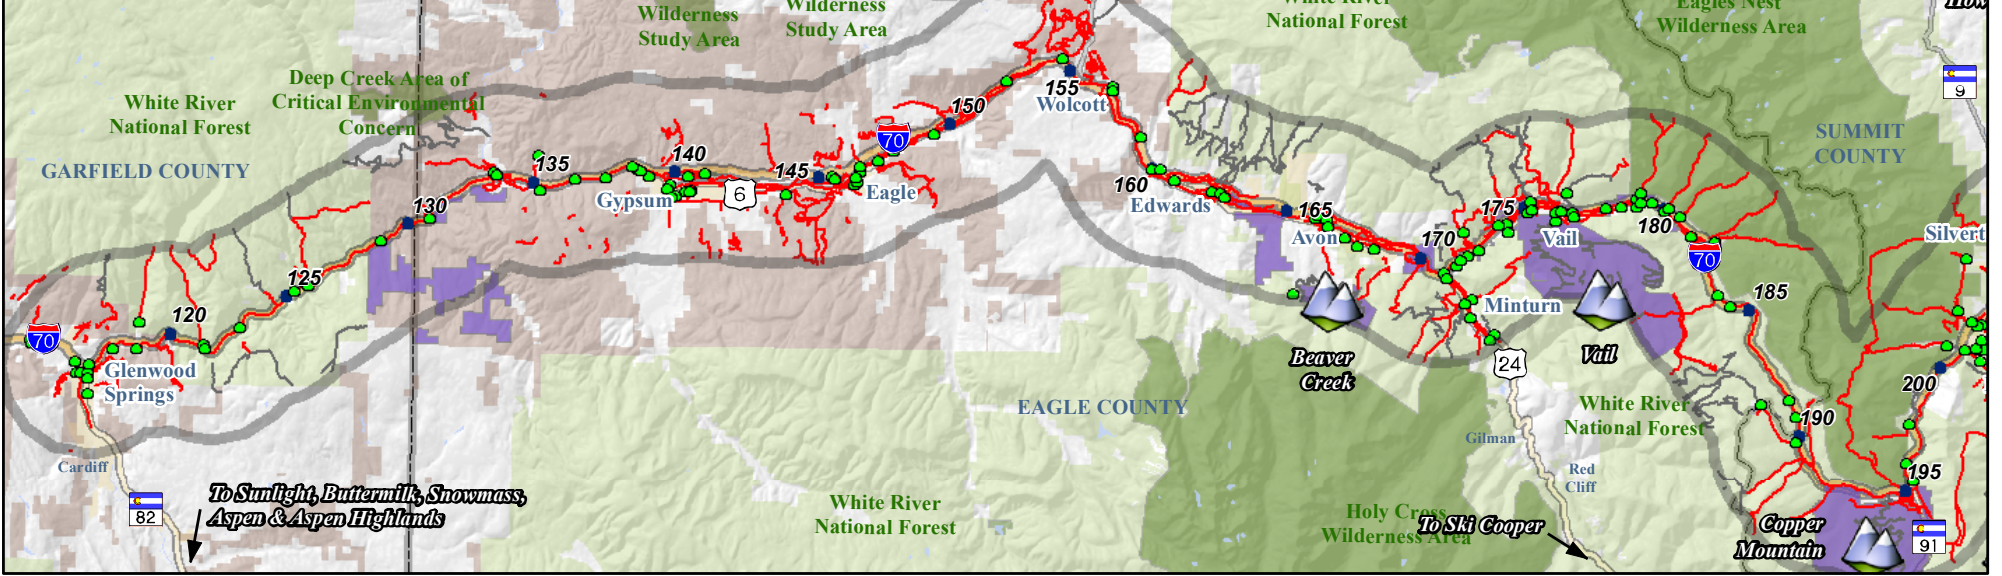 Wilderness
Study Area
Wilderness
Study Area
White River
National Forest
Eagles Nest
Wilderness Area
How
9
Deep Creek Area of
Critical Environmental
Concern
White River
National Forest
GARFIELD COUNTY
SUMMIT
COUNTY
155
Wolcott
150
70
135
140
145
6
Gypsum
Eagle
130
160
Edwards
165
Avon
170
175
Vail
180
70
Silvert
125
120
70
Glenwood
Springs
185
Minturn
Beaver
Creek
Vail
24
200
EAGLE COUNTY
White River
National Forest
190
Gilman
Red
Cliff
195
Cardiff
82
To Sunlight, Buttermilk, Snowmass,
Aspen & Aspen Highlands
White River
National Forest
Holy Cross
Wilderness Area
To Ski Cooper
Copper
Mountain
91